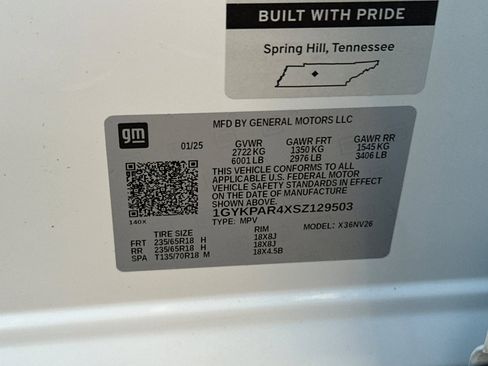 BUILT WITH PRIDE
Spring Hill, Tennessee
gm
MFD BY GENERAL MOTORS LLC
01/25 GVWR GAWR FRT GAWR RR
2722 KG 1350 KG 1545 KG
6001 LB 2976 LB 3406 LB
THIS VEHICLE CONFORMS TO ALL
APPLICABLE U.S. FEDERAL MOTOR
VEHICLE SAFETY STANDARDS IN EFFECT
ON THE DATE OF MANUFACTURE
SHOWN ABOVE.
1GYKPAR4XSZ129503
140X TYPE: MPV MODEL: X36NV26
TIRE SIZE RIM
FRT 235/65R18 H 18X8J
RR 235/65R18 H 18X8J
SPA T135/70R18 M 18X4.5B